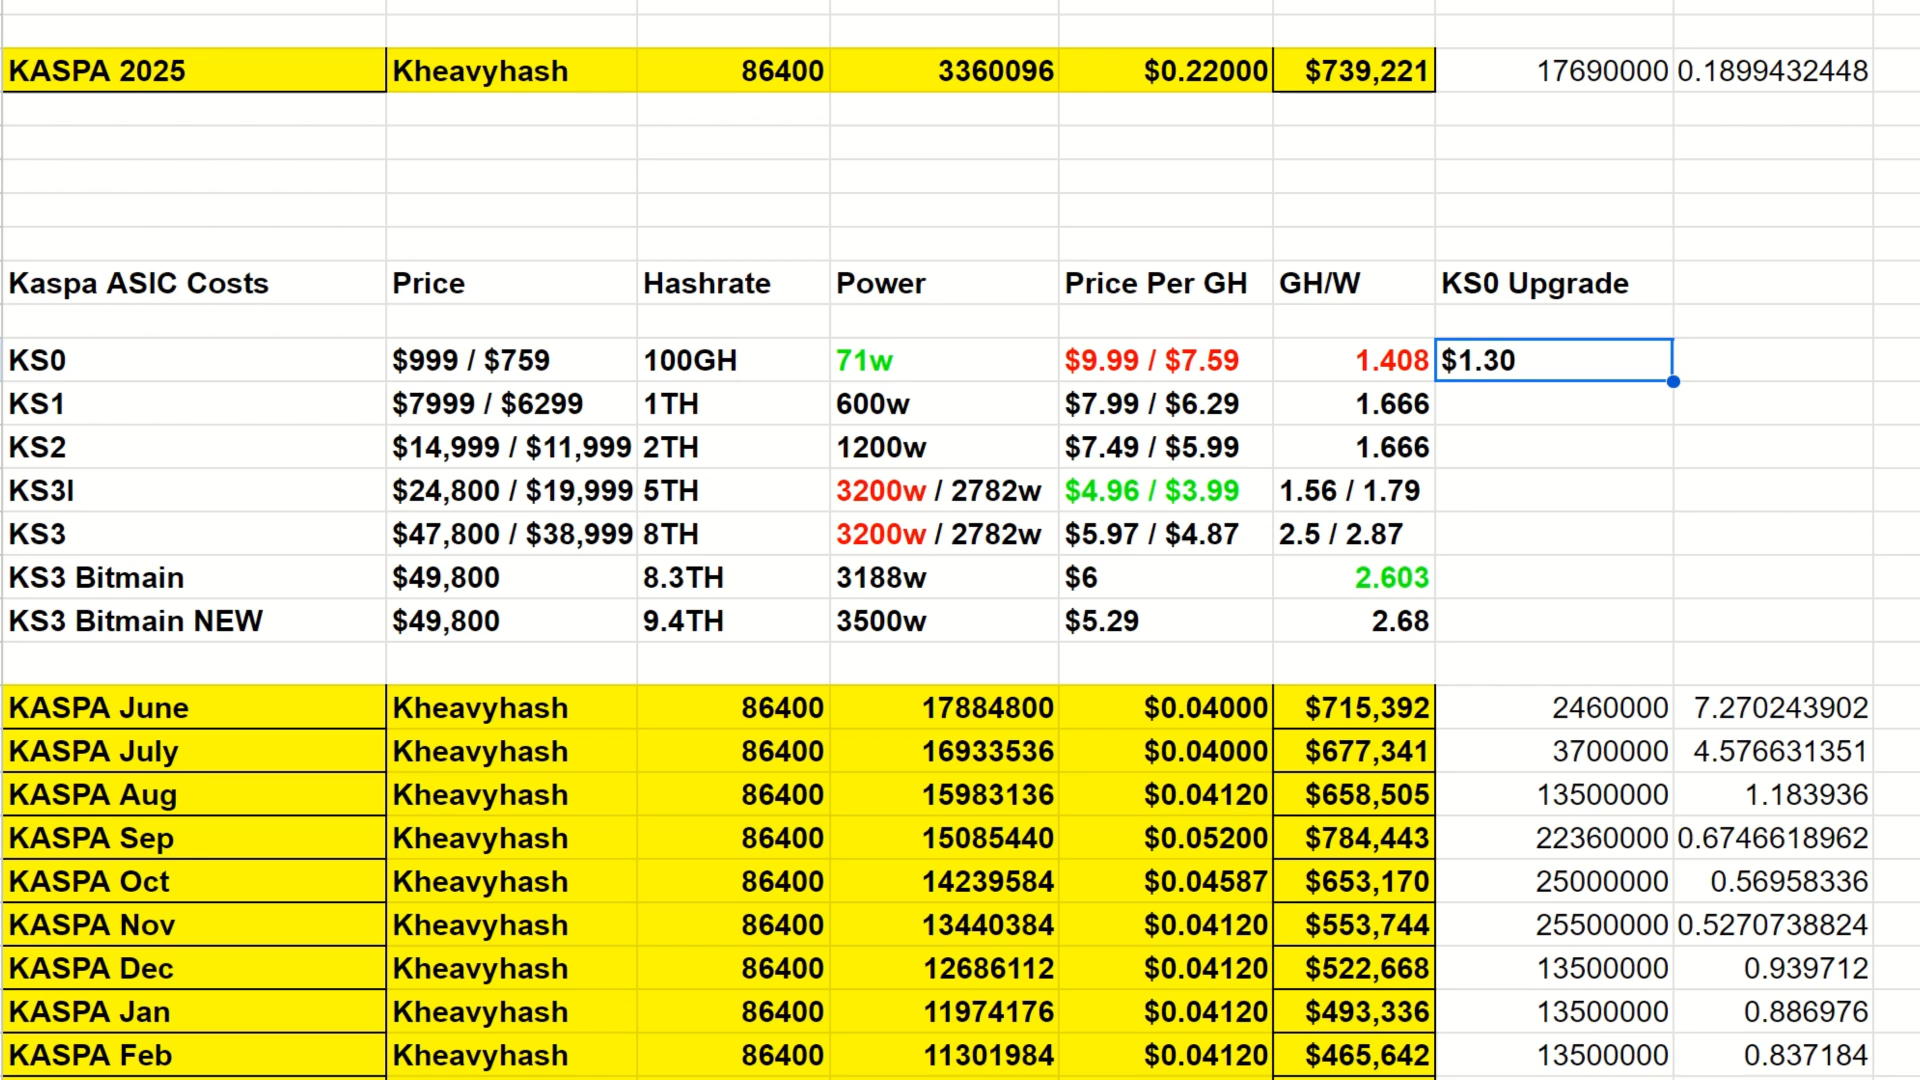 KASPA 2025 Kheavyhash 86400 3360096 $0.22000 $739,221 17690000 0.1899432448
Kaspa ASIC Costs Price Hashrate Power Price Per GH GH/W KS0 Upgrade
KS0 $999 / $759 100GH 71w $9.99 / $7.59 1.408 $1.30
KS1 $7999 / $6299 1TH 600w $7.99 / $6.29 1.666
KS2 $14,999 / $11,999 2TH 1200w $7.49 / $5.99 1.666
KS3l $24,800 / $19,999 5TH 3200w / 2782w $4.96 / $3.99 1.56 / 1.79
KS3 $47,800 / $38,999 8TH 3200w / 2782w $5.97 / $4.87 2.5 / 2.87
KS3 Bitmain $49,800 8.3TH 3188w $6 2.603
KS3 Bitmain NEW $49,800 9.4TH 3500w $5.29 2.68
KASPA June Kheavyhash 86400 17884800 $0.04000 $715,392 2460000 7.270243902
KASPA July Kheavyhash 86400 16933536 $0.04000 $677,341 3700000 4.576631351
KASPA Aug Kheavyhash 86400 15983136 $0.04120 $658,505 13500000 1.183936
KASPA Sep Kheavyhash 86400 15085440 $0.05200 $784,443 22360000 0.6746618962
KASPA Oct Kheavyhash 86400 14239584 $0.04587 $653,170 25000000 0.56958336
KASPA Nov Kheavyhash 86400 13440384 $0.04120 $553,744 25500000 0.5270738824
KASPA Dec Kheavyhash 86400 12686112 $0.04120 $522,668 13500000 0.939712
KASPA Jan Kheavyhash 86400 11974176 $0.04120 $493,336 13500000 0.886976
KASPA Feb Kheavyhash 86400 11301984 $0.04120 $465,642 13500000 0.837184